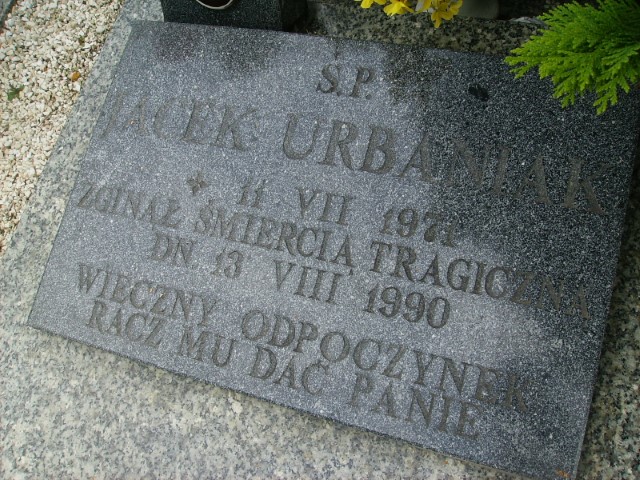 Ś.P.
JACEK URBANIAK
* 11 VII 1971
ZGINĄŁ ŚMIERCIĄ TRAGICZNĄ
DN. 13 VIII 1990
WIECZNY ODPOCZYNEK
RACZ MU DAĆ PANIE